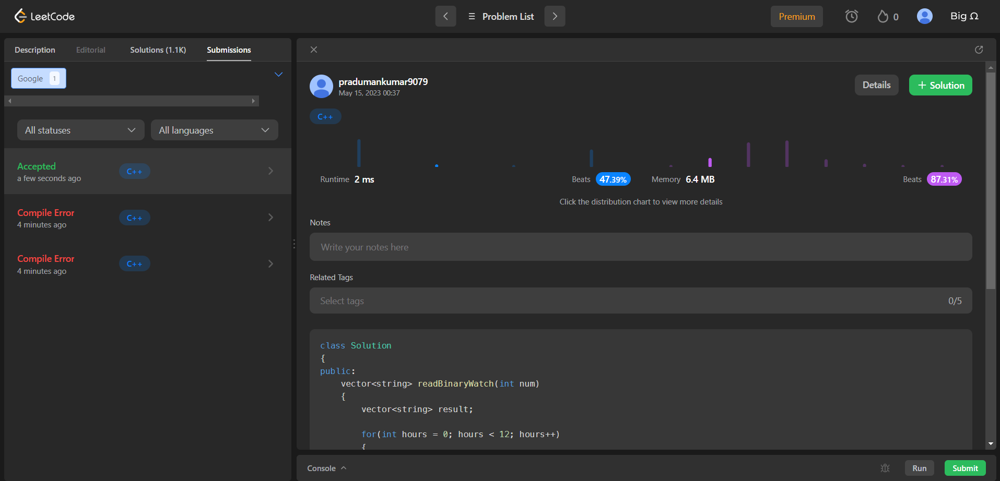 LeetCode
Problem List
Premium
0
Big Ω
Description
Editorial
Solutions (1.1K)
Submissions
Google 1
All statuses
All languages
Accepted
a few seconds ago
C++
Compile Error
4 minutes ago
C++
Compile Error
4 minutes ago
C++
pradumankumar9079
May 15, 2023 00:37
Details
+ Solution
C++
Runtime 2 ms
Beats 47.39%
Memory 6.4 MB
Beats 87.31%
Click the distribution chart to view more details
Notes
Write your notes here
Related Tags
Select tags
0/5
class Solution
{
public:
    vector<string> readBinaryWatch(int num)
    {
        vector<string> result;
        for(int hours = 0; hours < 12; hours++)
        {
Console
Run
Submit